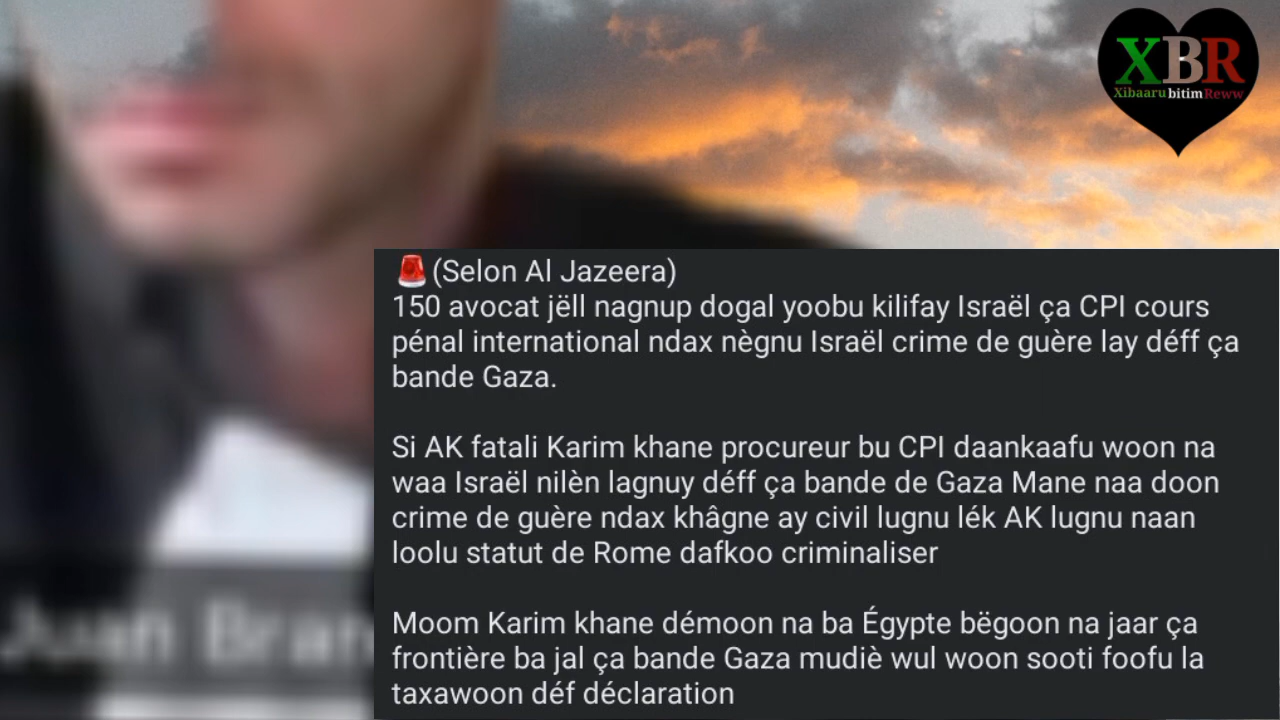 XBR
Xibaaru bitim Reww
🚨(Selon Al Jazeera)
150 avocat jëll nagnup dogal yoobu kilifay Israël ça CPI cours
pénal international ndax nègnu Israël crime de guère lay déff ça
bande Gaza.
Si AK fatali Karim khane procureur bu CPI daankaafu woon na
waa Israël nilèn lagnuy déff ça bande de Gaza Mane naa doon
crime de guère ndax khâgne ay civil lugnu lék AK lugnu naan
loolu statut de Rome dafkoo criminaliser
Moom Karim khane démoon na ba Égypte bëgoon na jaar ça
frontière ba jal ça bande Gaza mudiè wul woon sooti foofu la
taxawoon déf déclaration
Juan Bran